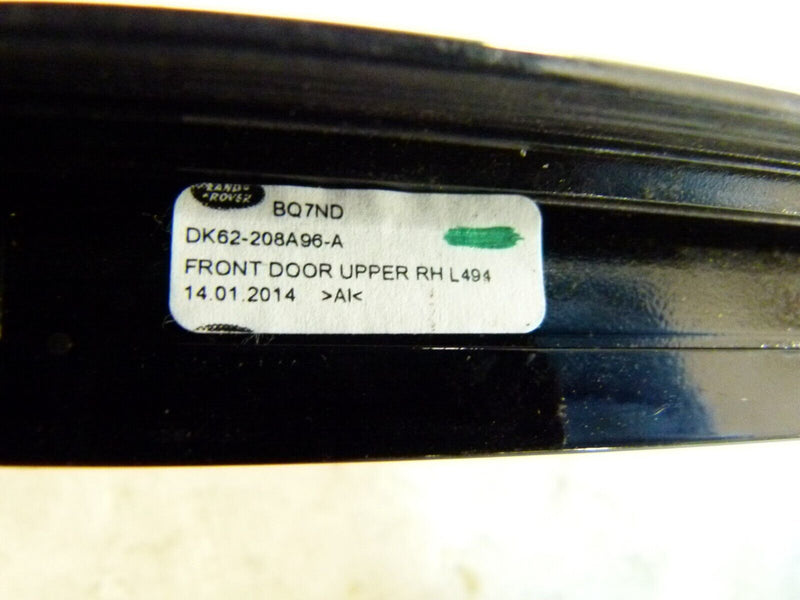 LAND
ROVER
BQ7ND
DK62-208A96-A
FRONT DOOR UPPER RH L494
14.01.2014 >AI<